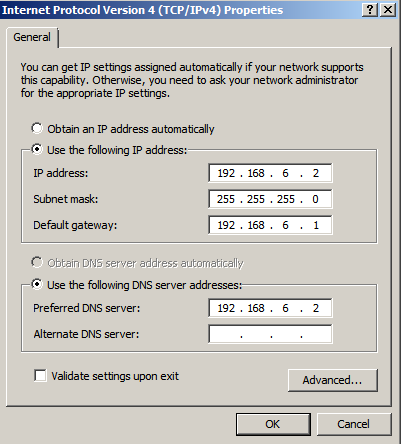 Internet Protocol Version 4 (TCP/IPv4) Properties ? X
General
You can get IP settings assigned automatically if your network supports
this capability. Otherwise, you need to ask your network administrator
for the appropriate IP settings.
Obtain an IP address automatically
Use the following IP address:
IP address: 192 . 168 . 6 . 2
Subnet mask: 255 . 255 . 255 . 0
Default gateway: 192 . 168 . 6 . 1
Obtain DNS server address automatically
Use the following DNS server addresses:
Preferred DNS server: 192 . 168 . 6 . 2
Alternate DNS server: . . .
Validate settings upon exit
Advanced...
OK Cancel